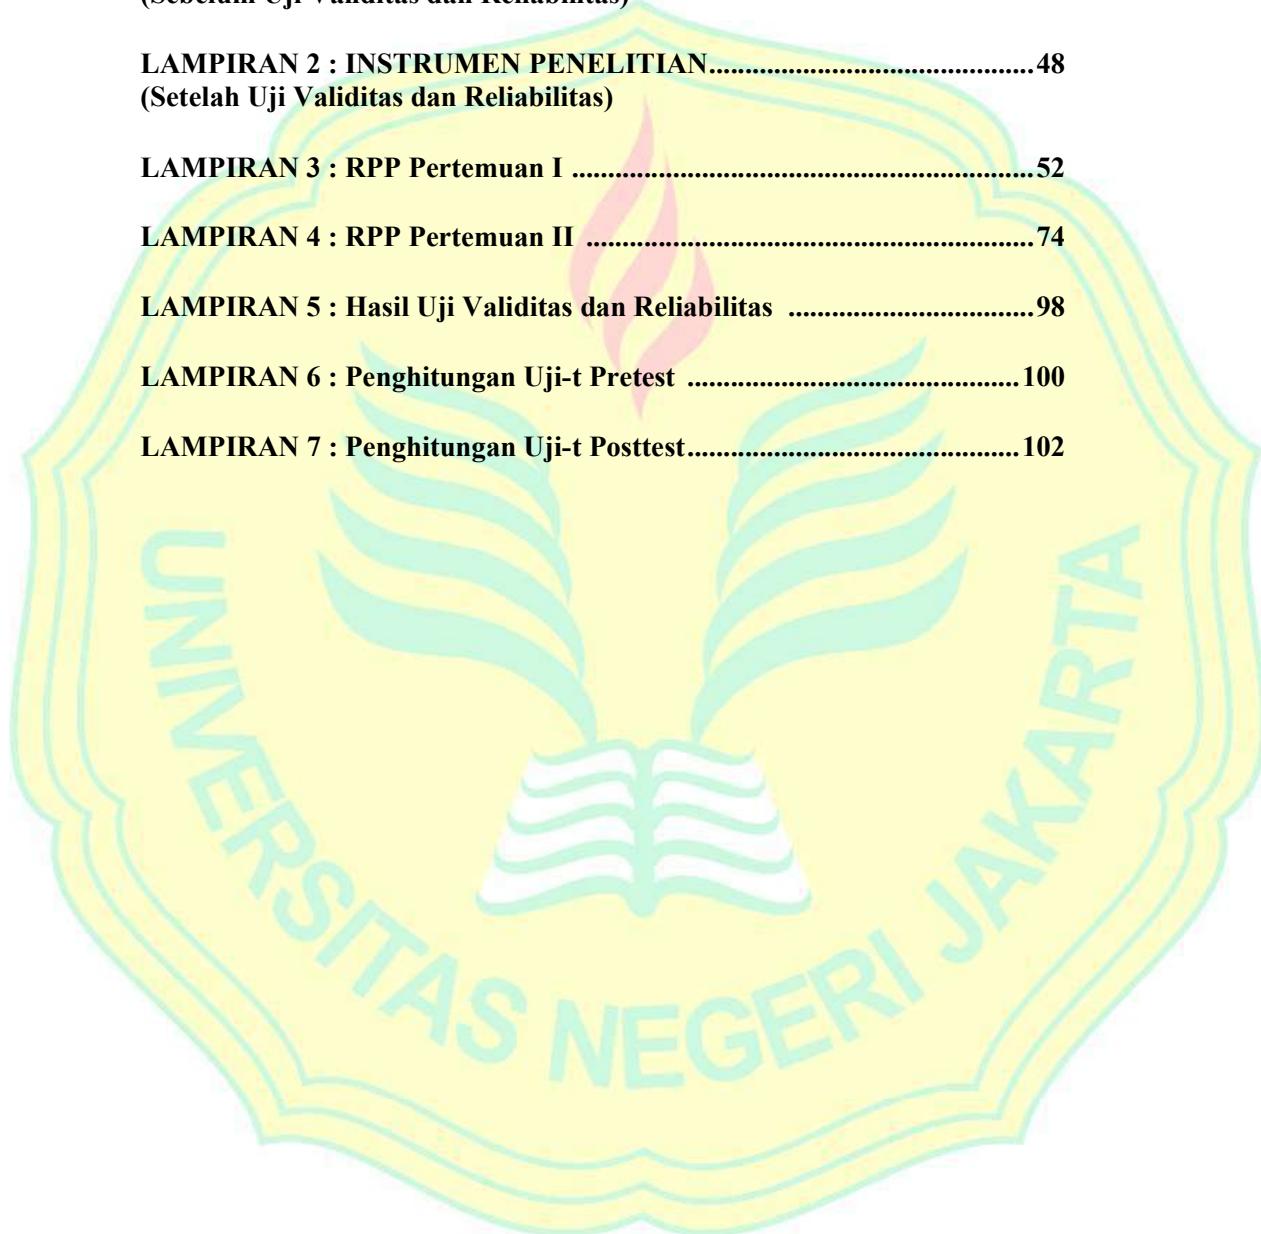 (Sebelum Uji Validitas dan Reliabilitas)
LAMPIRAN 2 : INSTRUMEN PENELITIAN.............................................48
(Setelah Uji Validitas dan Reliabilitas)
LAMPIRAN 3 : RPP Pertemuan I ................................................................52
LAMPIRAN 4 : RPP Pertemuan II ..............................................................74
LAMPIRAN 5 : Hasil Uji Validitas dan Reliabilitas ..................................98
LAMPIRAN 6 : Penghitungan Uji-t Pretest ..............................................100
LAMPIRAN 7 : Penghitungan Uji-t Posttest..............................................102
UNIVERSITAS NEGERI JAKARTA